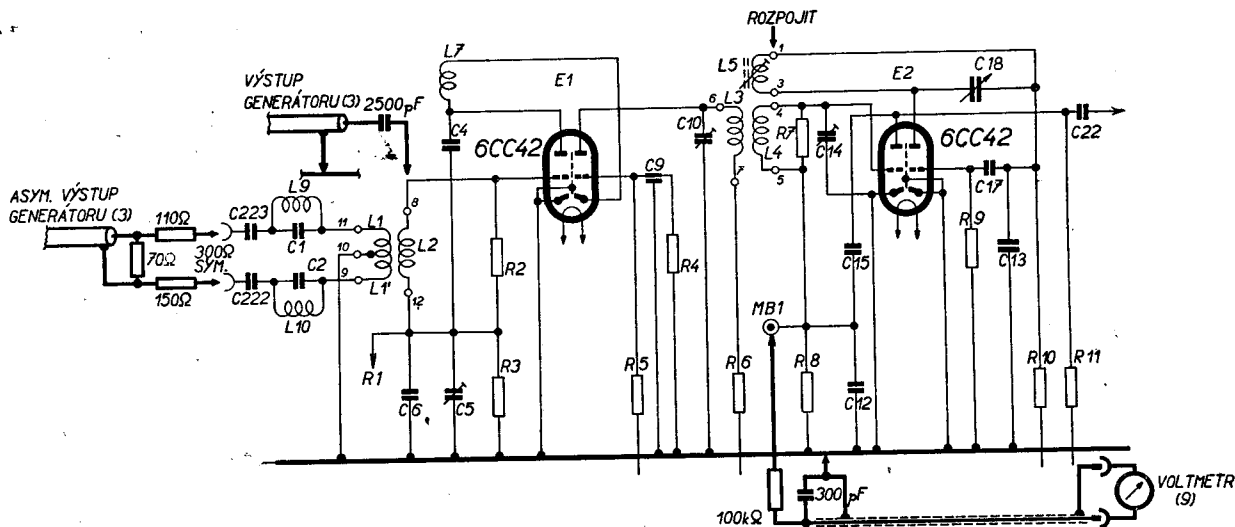 ROZPOJIT
VÝSTUP
GENERÁTORU (3)
2500pF
L7
E1
6CC42
C4
L5
1
3
E2
C18
6
L3
4
C10
R7
C14
L4
5
7
6CC42
C22
C17
ASYM. VÝSTUP
GENERÁTORU (3)
110Ω
70Ω
150Ω
300Ω
SYM.
C223
L9
C1
C2
C222
L10
11
10
9
L1
L1'
8
L2
12
R2
C9
R4
C15
R9
C13
MB1
R1
C6
C5
R3
R5
R6
R8
C12
R10
R11
100kΩ
300pF
VOLTMETR
(9)